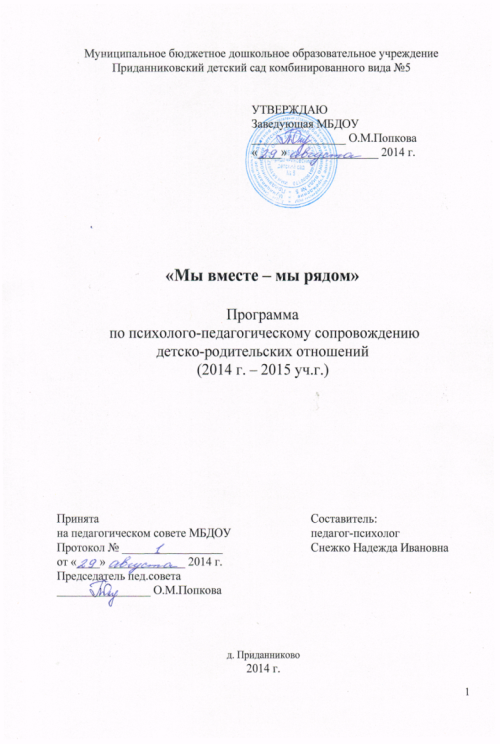 Муниципальное бюджетное дошкольное образовательное учреждение
Приданниковский детский сад комбинированного вида №5
УТВЕРЖДАЮ
Заведующая МБДОУ
_______________ О.М.Попкова
«29» августа 2014 г.
«Мы вместе – мы рядом»
Программа
по психолого-педагогическому сопровождению
детско-родительских отношений
(2014 г. – 2015 уч.г.)
Принята
на педагогическом совете МБДОУ
Протокол № 1
от «29» августа 2014 г.
Председатель пед.совета
_______________ О.М.Попкова
Составитель:
педагог-психолог
Снежко Надежда Ивановна
д. Приданниково
2014 г.
1